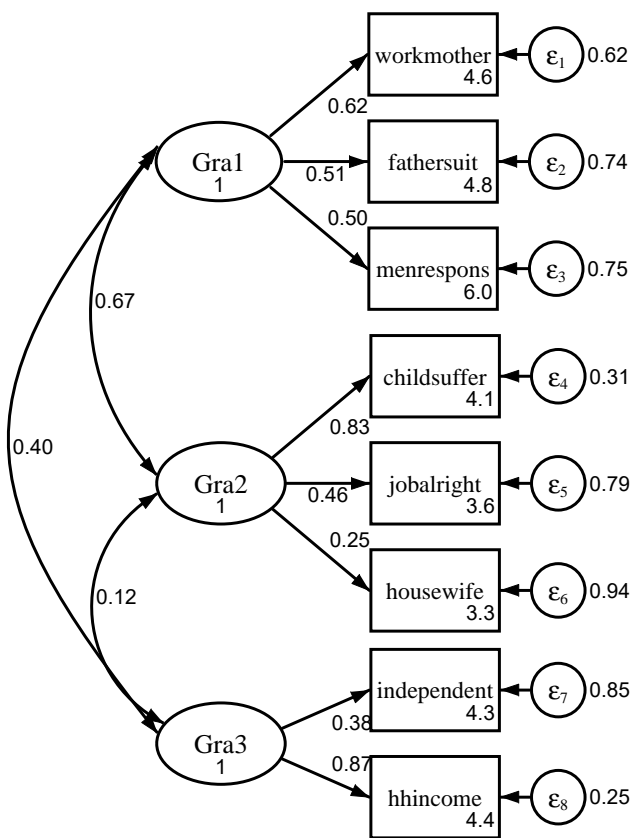 workmother
4.6
ε1
0.62
0.62
Gra1
1
fathersuit
4.8
ε2
0.74
0.51
0.50
menrespons
6.0
ε3
0.75
0.67
childsuffer
4.1
ε4
0.31
0.83
0.40
Gra2
1
jobalright
3.6
ε5
0.79
0.46
0.25
housewife
3.3
ε6
0.94
0.12
independent
4.3
ε7
0.85
0.38
Gra3
1
0.87
hhincome
4.4
ε8
0.25